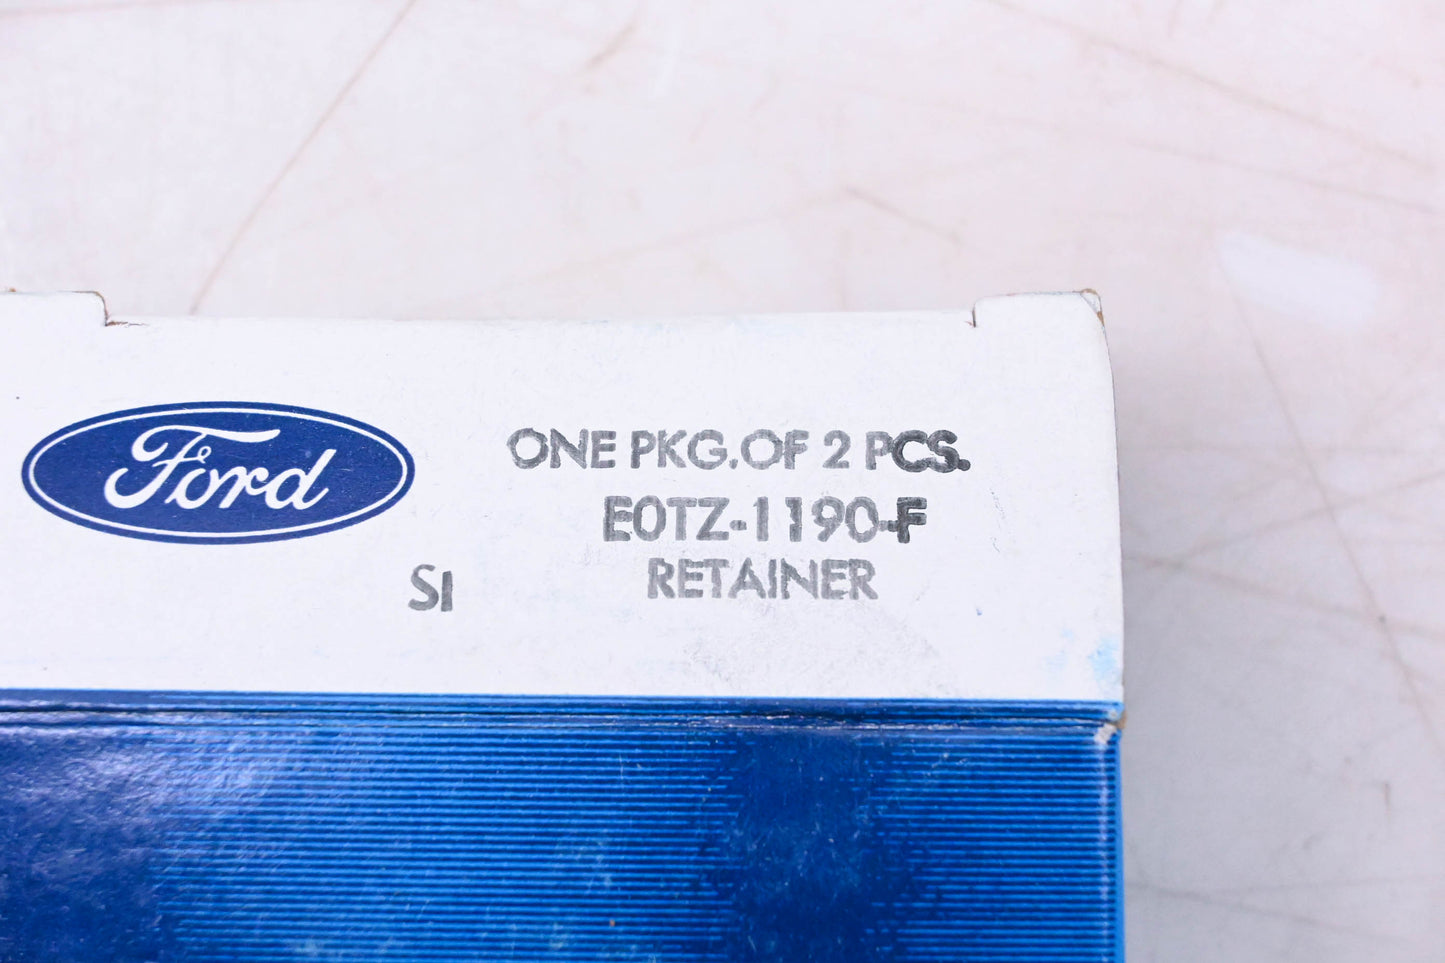 Ford
ONE PKG.OF 2 PCS.
E0TZ-1190-F
SI
RETAINER